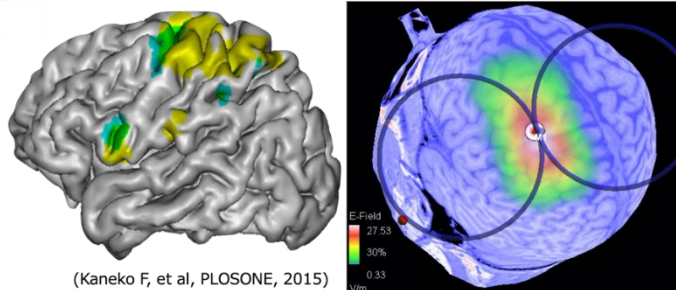 (Kaneko F, et al, PLOSONE, 2015)
E-Field
27.53
30%
0.33
V/m